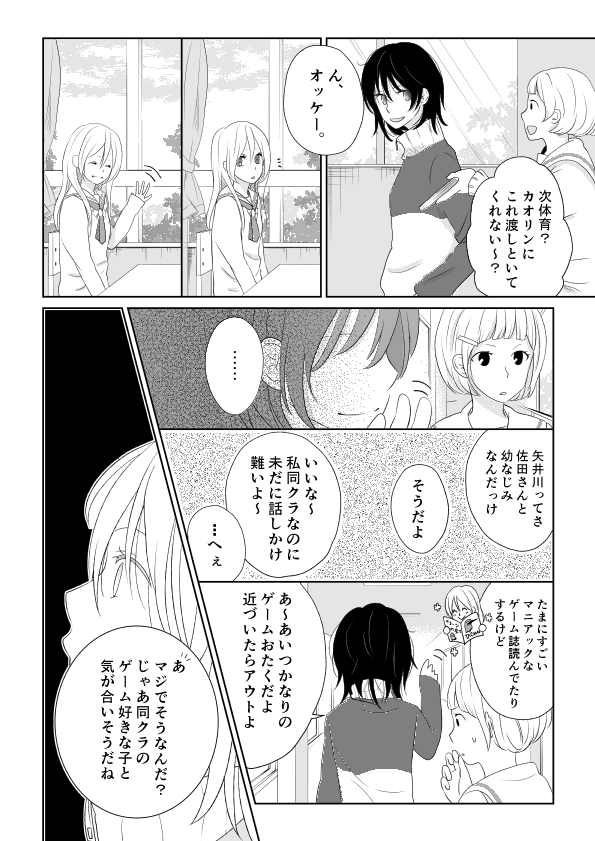 次体育？
カオリンに
これ渡しといて
くれない〜？
ん、
オッケー。
矢井川ってさ
佐田さんと
幼なじみ
なんだっけ
そうだよ
……
いいな〜
私同クラなのに
未だに話しかけ
難いよ〜
…へぇ
たまにすごい
マニアックな
ゲーム誌読んでたり
するけど
あ〜あいつかなりの
ゲームおたくだよ
近づいたらアウトよ
あ
マジでそうなんだ？
じゃあ同クラの
ゲーム好きな子と
気が合いそうだね